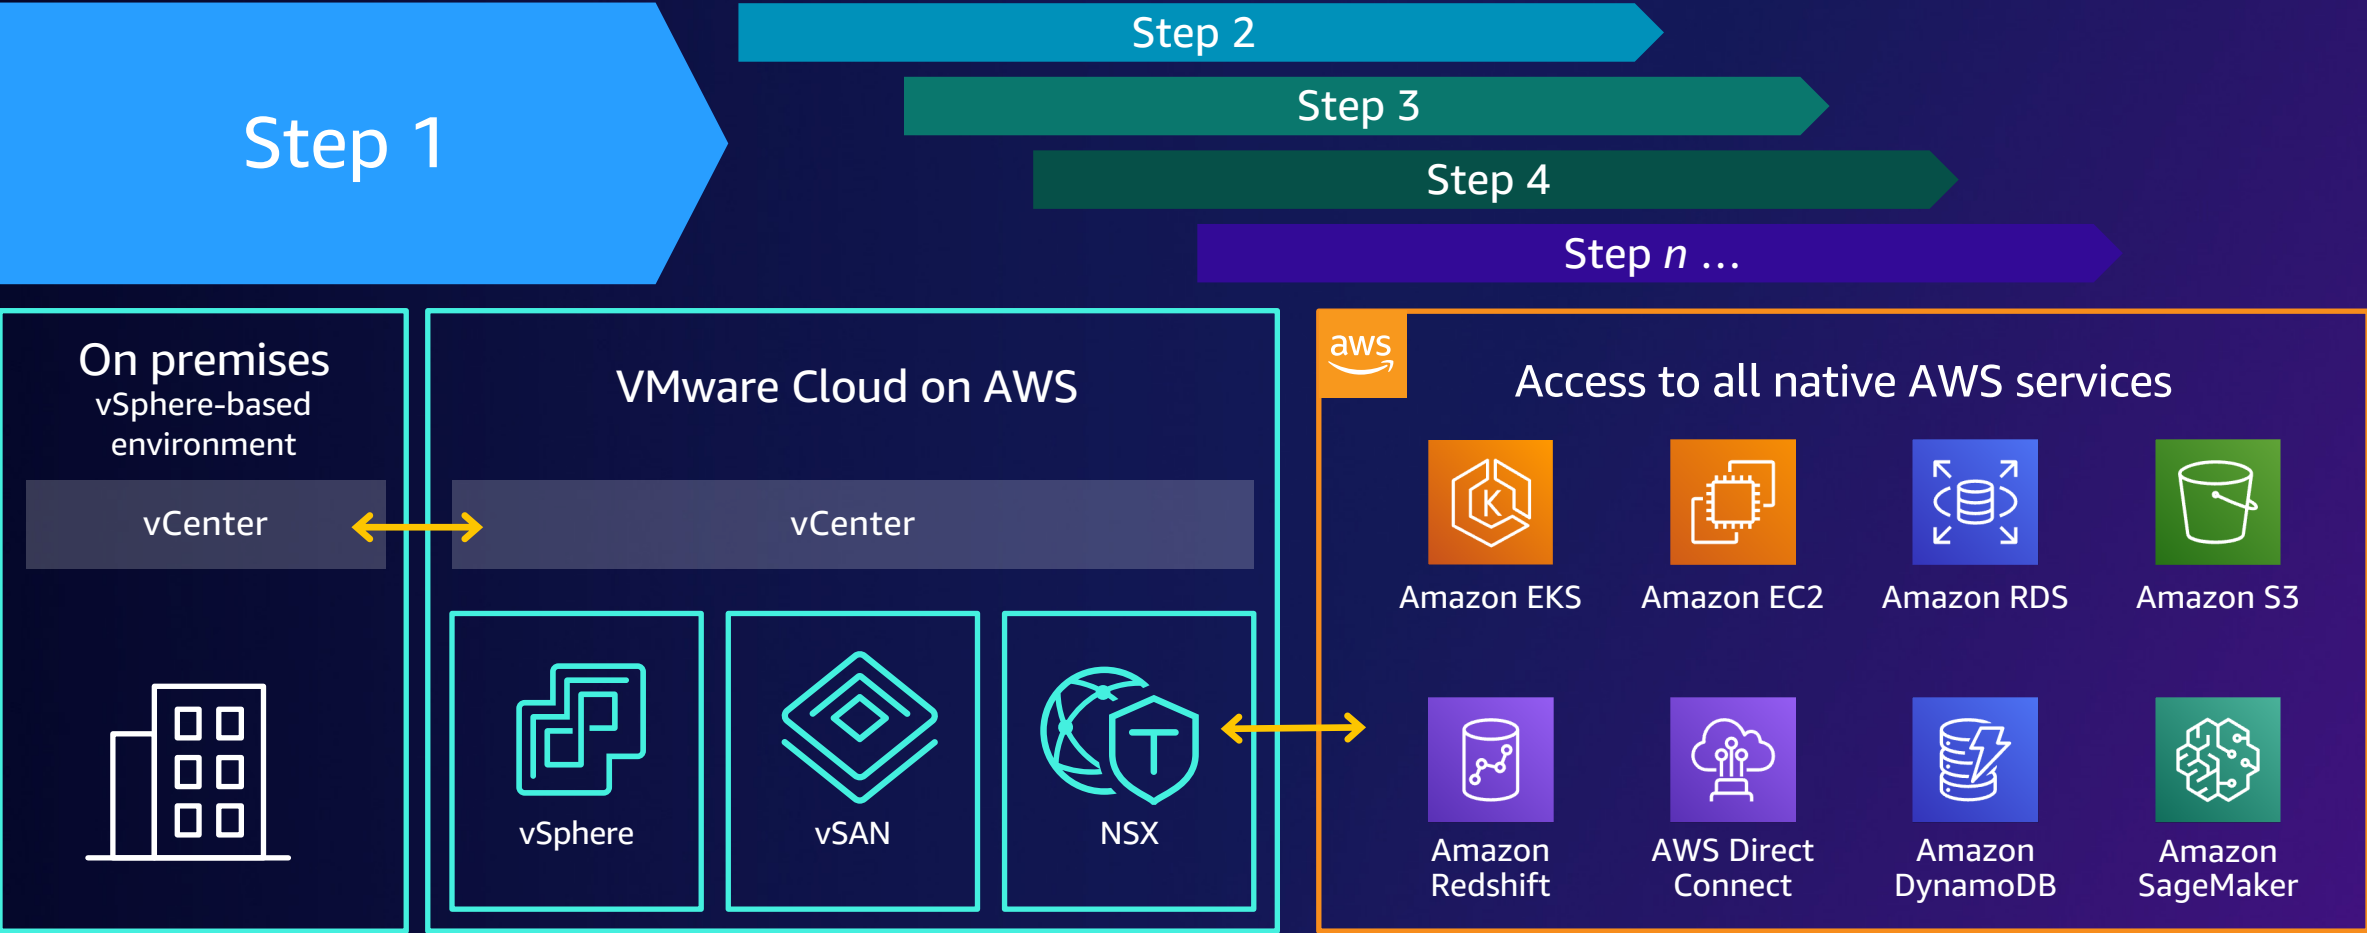 Step 1
Step 2
Step 3
Step 4
Step n ...
On premises
vSphere-based
environment
vCenter
VMware Cloud on AWS
vCenter
vSphere
vSAN
T
NSX
aws
Access to all native AWS services
K
Amazon EKS
Amazon EC2
Amazon RDS
Amazon S3
Amazon
Redshift
AWS Direct
Connect
Amazon
DynamoDB
Amazon
SageMaker